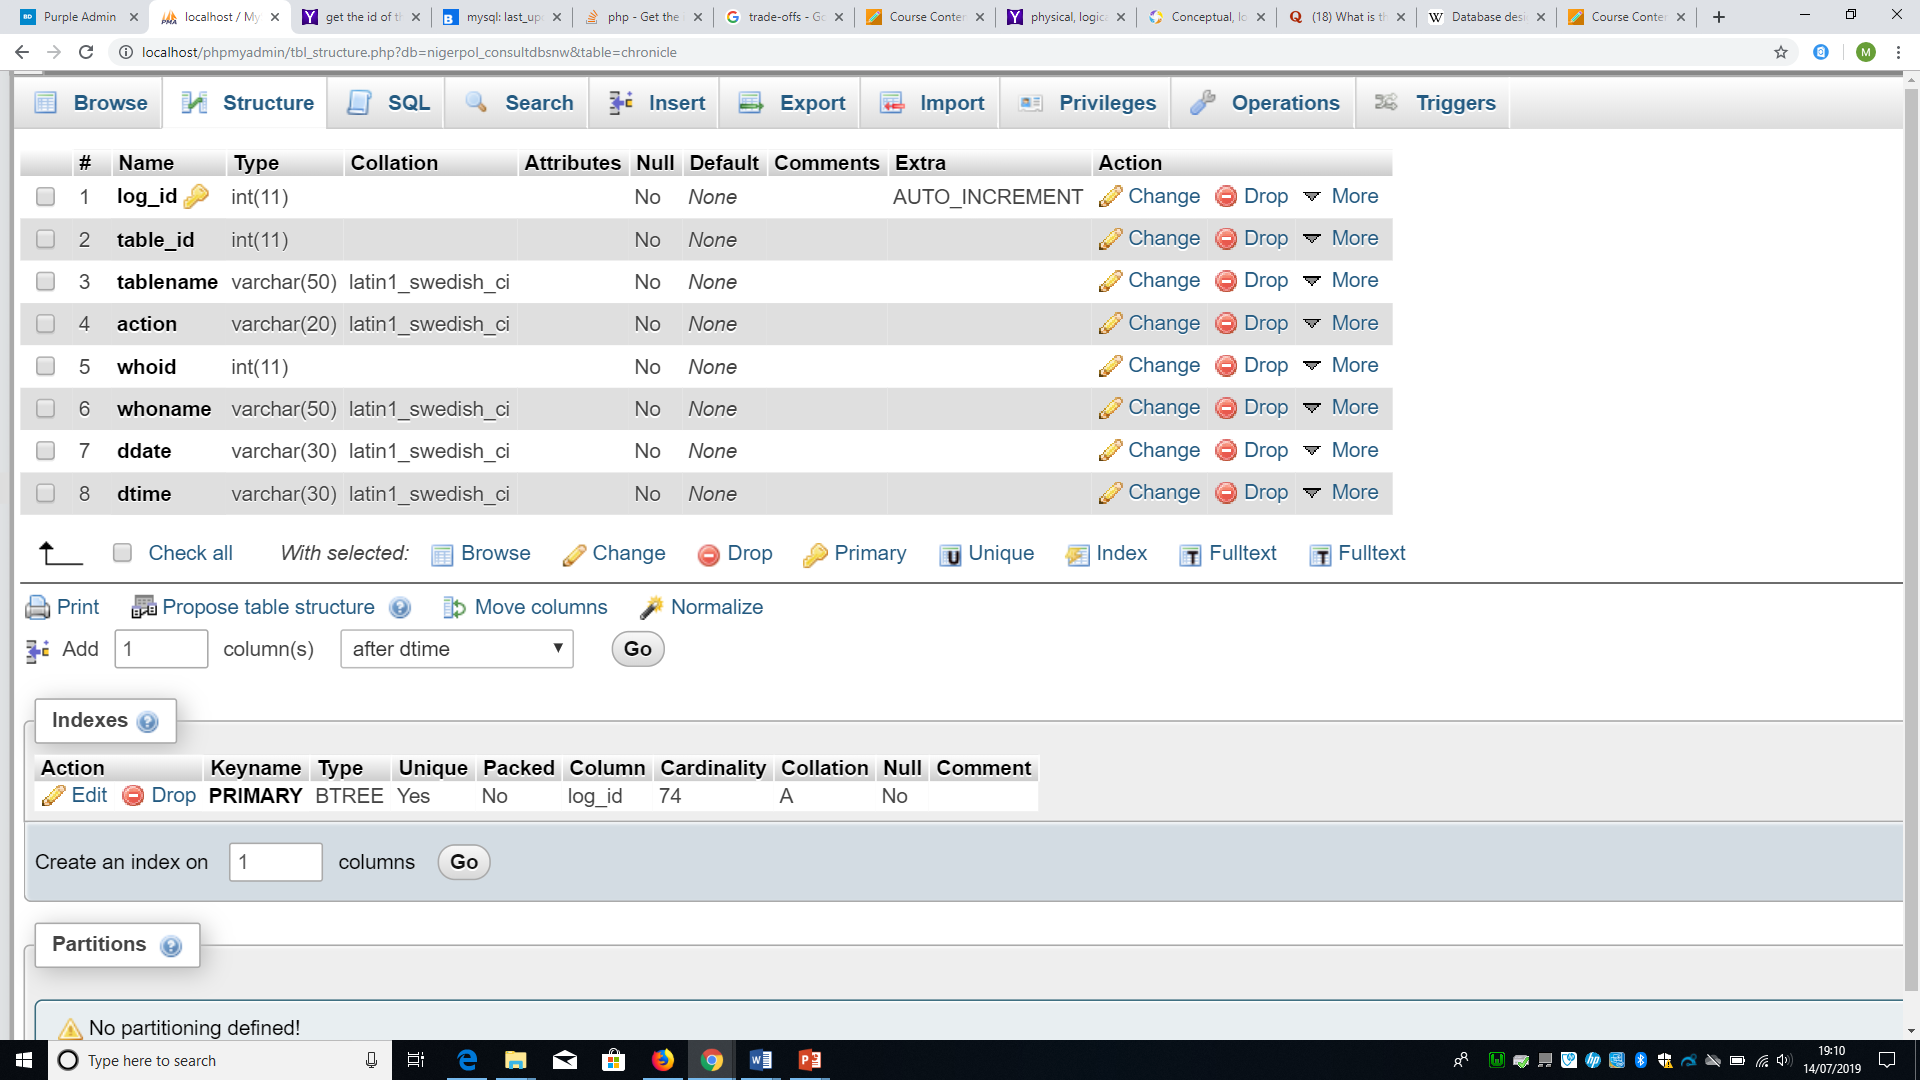 Purple Admin
localhost / My
get the id of th
mysql: last_up
php - Get the
trade-offs - Go
Course Conten
physical, logica
Conceptual, lo
(18) What is th
Database desi
Course Conten
localhost/phpmyadmin/tbl_structure.php?db=nigerpol_consultdbsnw&table=chronicle
M
Browse Structure SQL Search Insert Export Import Privileges Operations Triggers
# Name Type Collation Attributes Null Default Comments Extra Action
1 log_id int(11) No None AUTO_INCREMENT Change Drop More
2 table_id int(11) No None Change Drop More
3 tablename varchar(50) latin1_swedish_ci No None Change Drop More
4 action varchar(20) latin1_swedish_ci No None Change Drop More
5 whoid int(11) No None Change Drop More
6 whoname varchar(50) latin1_swedish_ci No None Change Drop More
7 ddate varchar(30) latin1_swedish_ci No None Change Drop More
8 dtime varchar(30) latin1_swedish_ci No None Change Drop More
Check all With selected: Browse Change Drop Primary Unique Index Fulltext Fulltext
Print Propose table structure Move columns Normalize
Add 1 column(s) after dtime Go
Indexes
Action Keyname Type Unique Packed Column Cardinality Collation Null Comment
Edit Drop PRIMARY BTREE Yes No log_id 74 A No
Create an index on 1 columns Go
Partitions
No partitioning defined!
Type here to search
19:10
14/07/2019